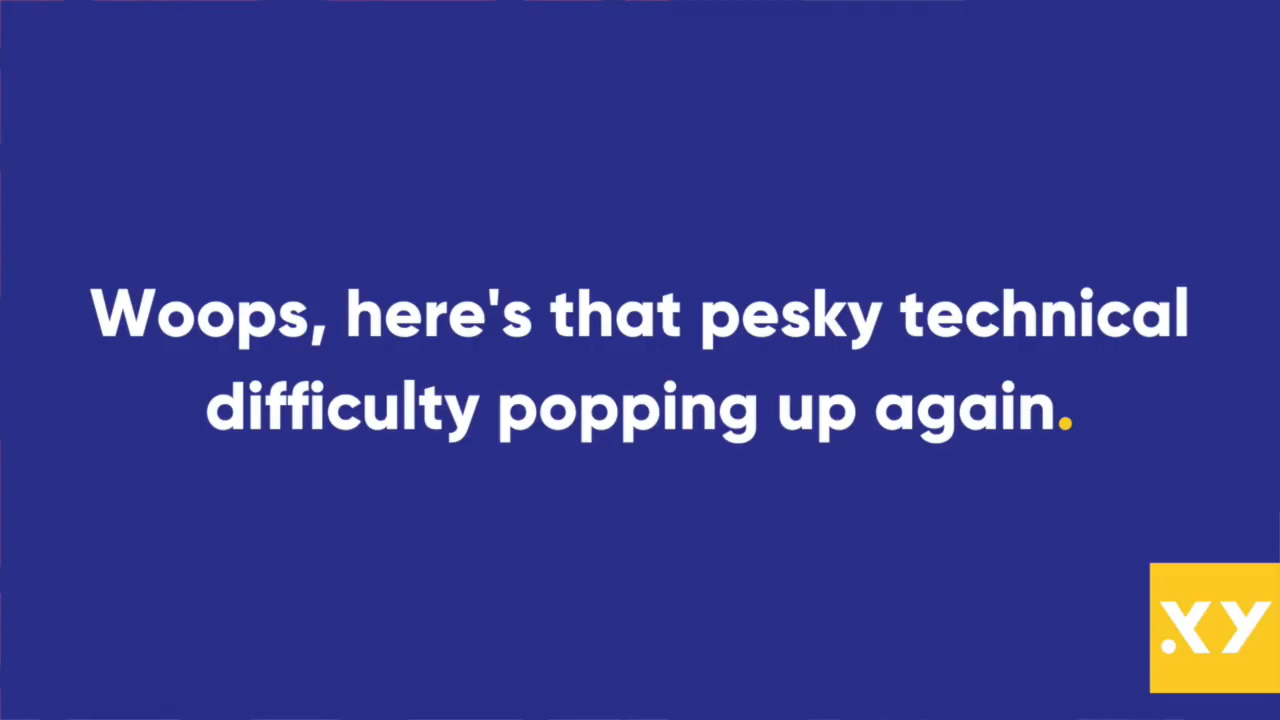 Woops, here's that pesky technical
difficulty popping up again.
.XY